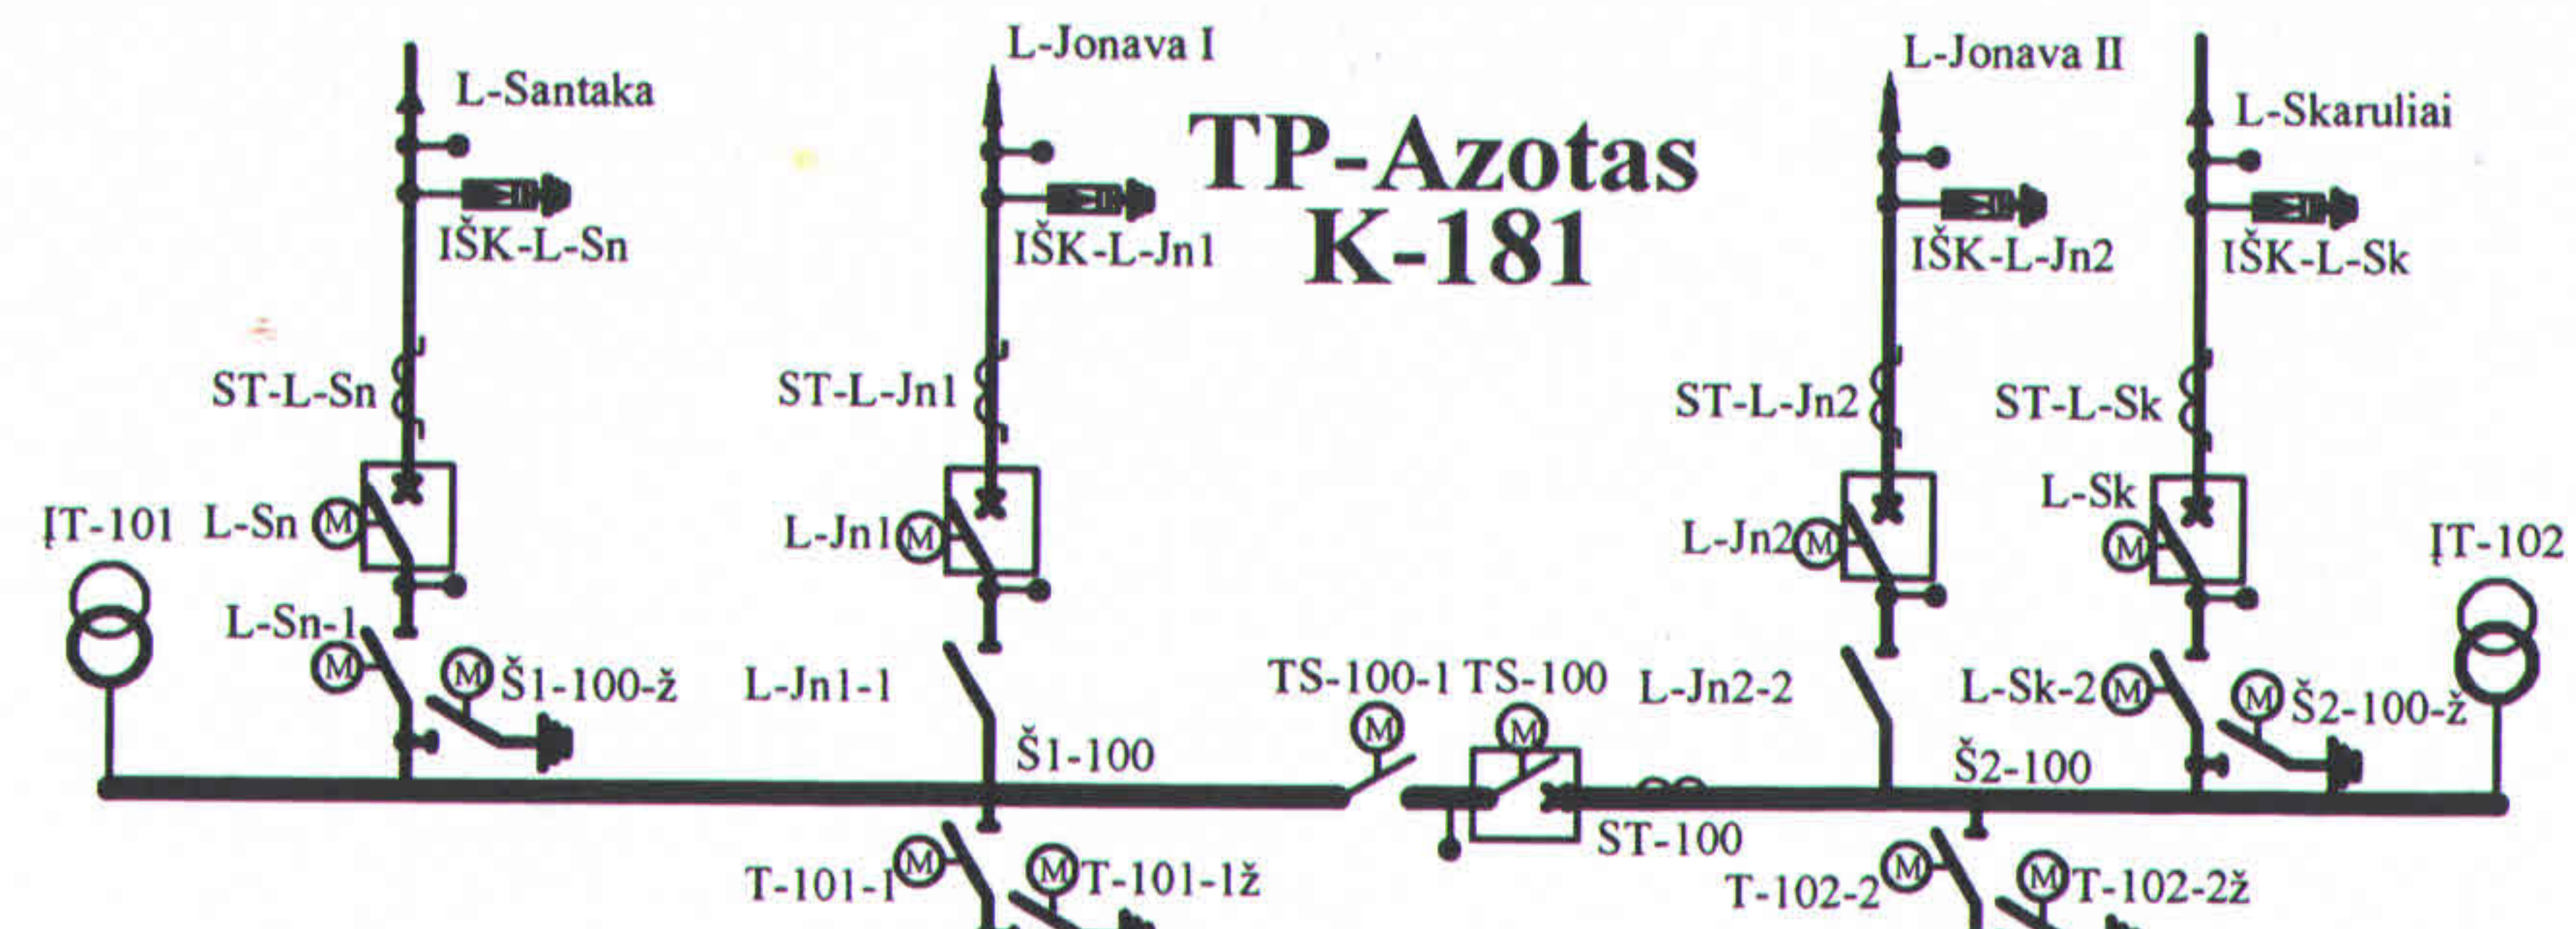 L-Jonava I
L-Jonava II
L-Santaka
L-Skaruliai
TP-Azotas
K-181
IŠK-L-Sn
IŠK-L-Jn1
IŠK-L-Jn2
IŠK-L-Sk
ST-L-Sn
ST-L-Jn1
ST-L-Jn2
ST-L-Sk
ĮT-101
L-Sn
M
L-Jn1
M
L-Jn2
M
L-Sk
M
ĮT-102
L-Sn-1
M
M
Š1-100-ž
L-Jn1-1
TS-100-1
M
TS-100
M
L-Jn2-2
L-Sk-2
M
M
Š2-100-ž
Š1-100
Š2-100
ST-100
T-101-1
M
M
T-101-1ž
T-102-2
M
M
T-102-2ž